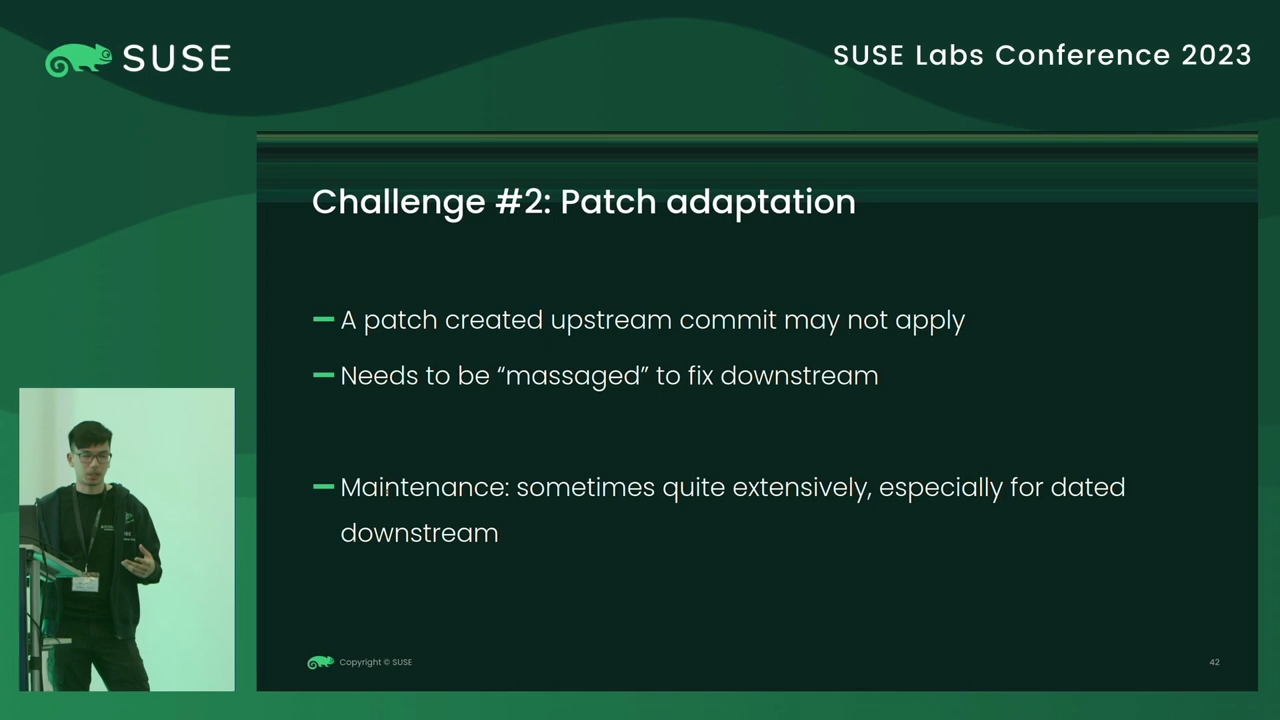 SUSE
SUSE Labs Conference 2023
Challenge #2: Patch adaptation
A patch created upstream commit may not apply
Needs to be “massaged” to fix downstream
Maintenance: sometimes quite extensively, especially for dated
downstream
Copyright © SUSE
42